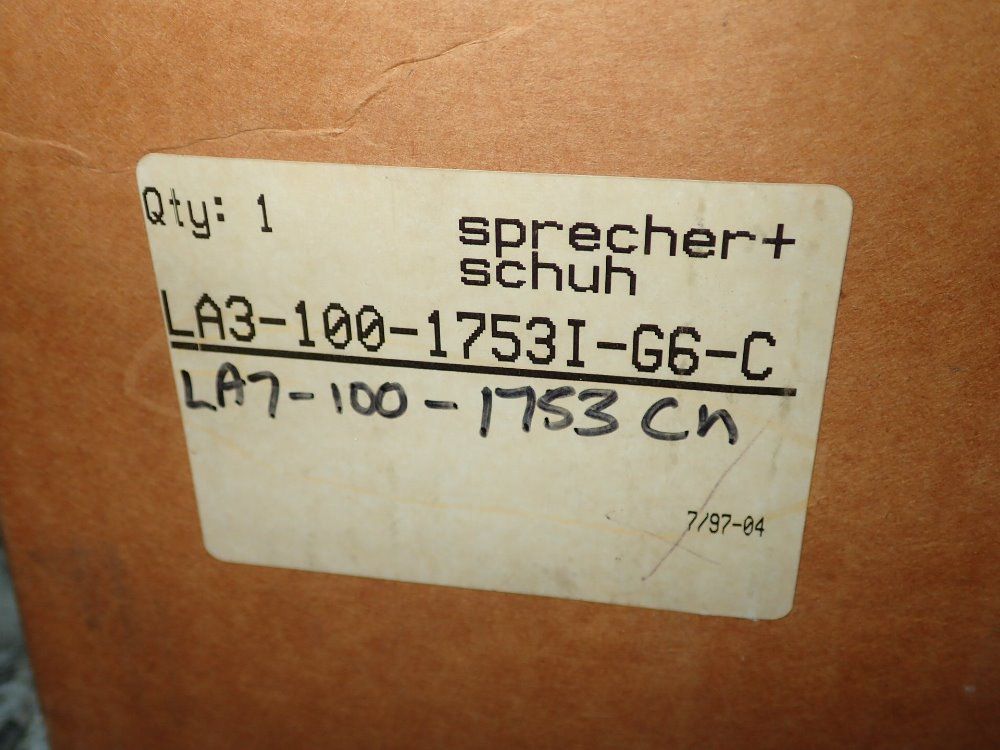 Qty: 1
sprecher+
schuh
LA3-100-1753I-G6-C
LA7-100-1753 Cn
7/97-04